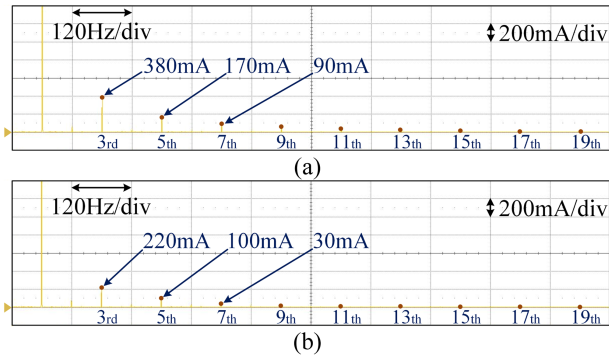 120Hz/div
200mA/div
380mA 170mA 90mA
3rd 5th 7th 9th 11th 13th 15th 17th 19th
(a)
120Hz/div
200mA/div
220mA 100mA 30mA
3rd 5th 7th 9th 11th 13th 15th 17th 19th
(b)